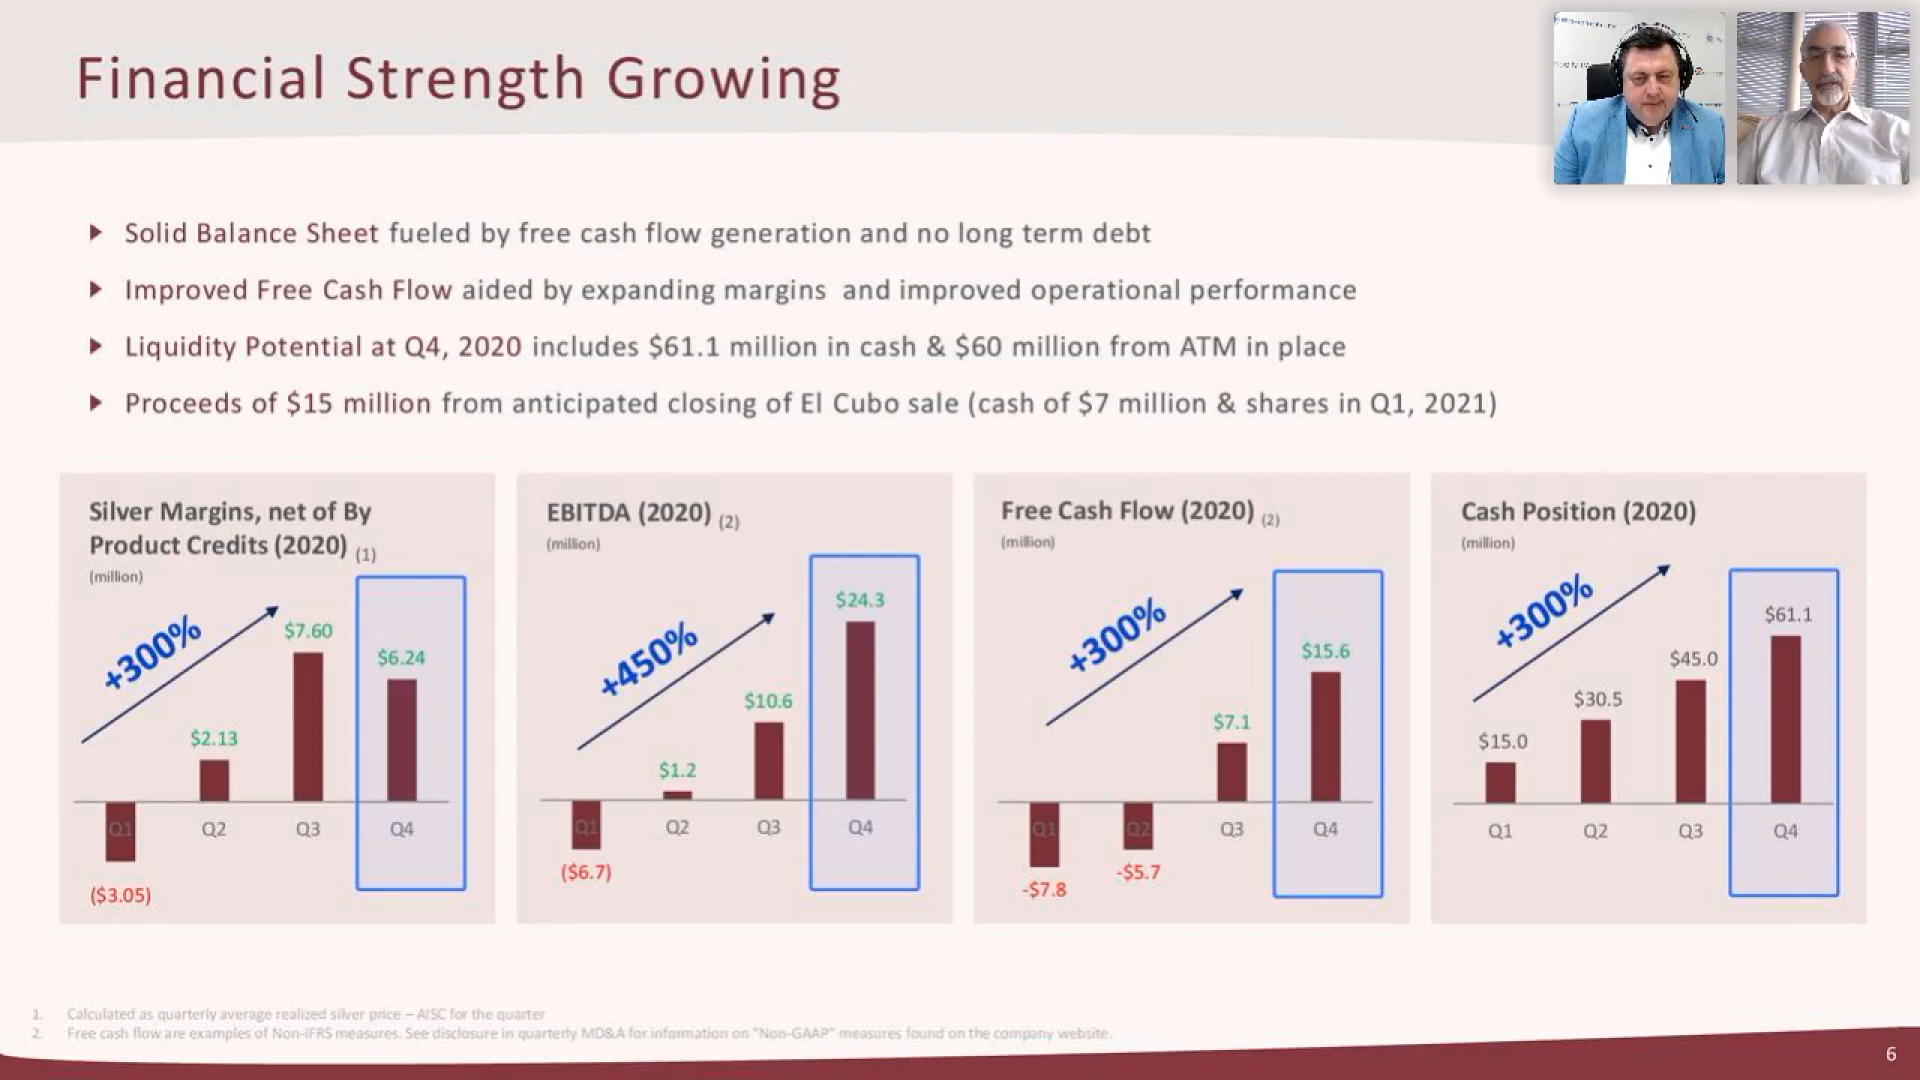 Financial Strength Growing
Solid Balance Sheet fueled by free cash flow generation and no long term debt
Improved Free Cash Flow aided by expanding margins and improved operational performance
Liquidity Potential at Q4, 2020 includes $61.1 million in cash & $60 million from ATM in place
Proceeds of $15 million from anticipated closing of El Cubo sale (cash of $7 million & shares in Q1, 2021)
Silver Margins, net of By
Product Credits (2020) (1)
(million)
+300%
$7.60
$6.24
$2.13
Q1
Q2
Q3
Q4
($3.05)
EBITDA (2020) (2)
(million)
+450%
$24.3
$10.6
$1.2
Q1
Q2
Q3
Q4
($6.7)
Free Cash Flow (2020) (2)
(million)
+300%
$15.6
$7.1
Q1
Q2
Q3
Q4
-$7.8
-$5.7
Cash Position (2020)
(million)
+300%
$61.1
$45.0
$30.5
$15.0
Q1
Q2
Q3
Q4
1. Calculated as quarterly average realized silver price – AISC for the quarter
2. Free cash flow are examples of Non-IFRS measures. See disclosure in quarterly MD&A for information on "Non-GAAP" measures found on the company website.
6